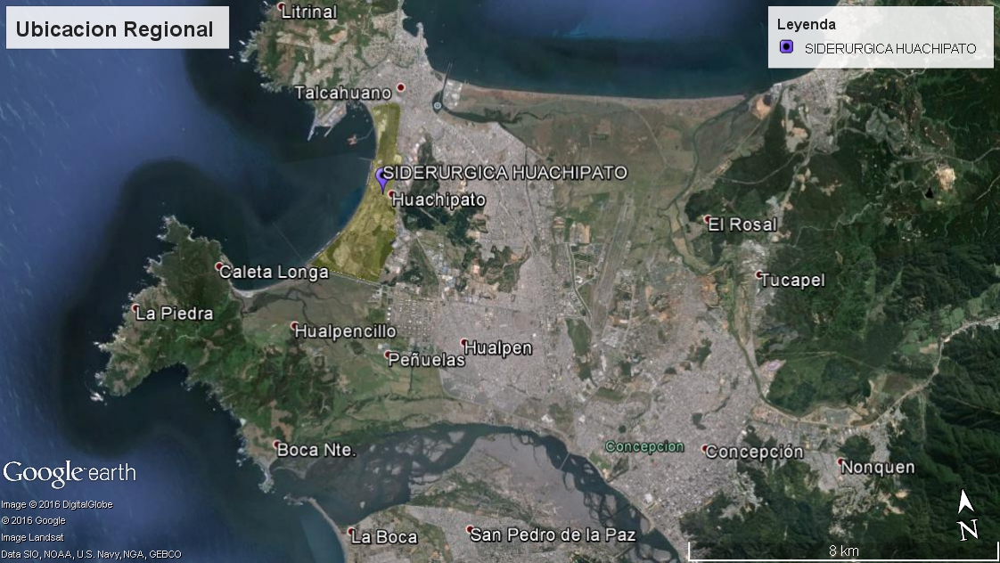 Ubicacion Regional
Litrinal
Leyenda
SIDERURGICA HUACHIPATO
Talcahuano
SIDERURGICA HUACHIPATO
Huachipato
El Rosal
Caleta Longa
Tucapel
La Piedra
Hualpencillo
Hualpen
Peñuelas
Boca Nte.
Concepcion
Concepción
Nonquen
Google earth
Image © 2016 DigitalGlobe
© 2016 Google
Image Landsat
Data SIO, NOAA, U.S. Navy, NGA, GEBCO
La Boca
San Pedro de la Paz
N
8 km